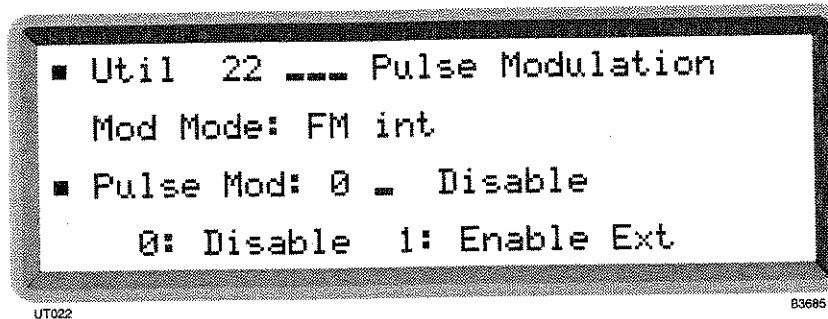 ▪ Util 22 ___ Pulse Modulation
Mod Mode: FM int
▪ Pulse Mod: 0 _ Disable
0: Disable 1: Enable Ext
UT022 B3685